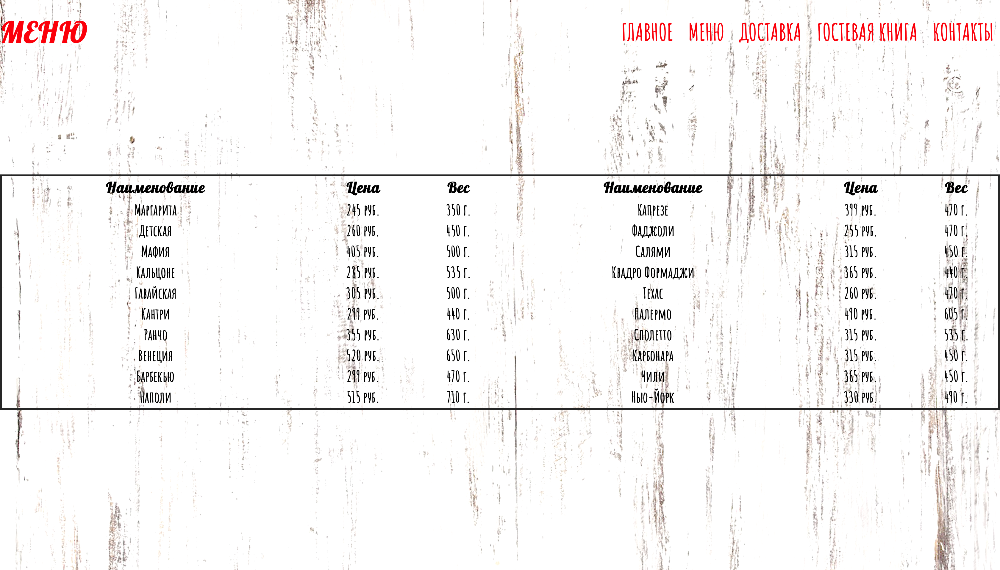 МЕНЮ
ГЛАВНОЕ МЕНЮ ДОСТАВКА ГОСТЕВАЯ КНИГА КОНТАКТЫ
Наименование Цена Вес Наименование Цена Вес
Маргарита 245 руб. 350 г. Капрезе 399 руб. 470 г.
Детская 260 руб. 450 г. Фаджоли 255 руб. 470 г.
Мафия 405 руб. 500 г. Салями 315 руб. 450 г.
Кальцоне 285 руб. 535 г. Квадро Формаджи 365 руб. 440 г.
Гавайская 305 руб. 500 г. Техас 260 руб. 470 г.
Кантри 299 руб. 440 г. Палермо 490 руб. 605 г.
Ранчо 355 руб. 630 г. Сполетто 315 руб. 535 г.
Венеция 520 руб. 650 г. Карбонара 315 руб. 450 г.
Барбекью 299 руб. 470 г. Чили 365 руб. 450 г.
Наполи 515 руб. 710 г. Нью-Йорк 330 руб. 490 г.